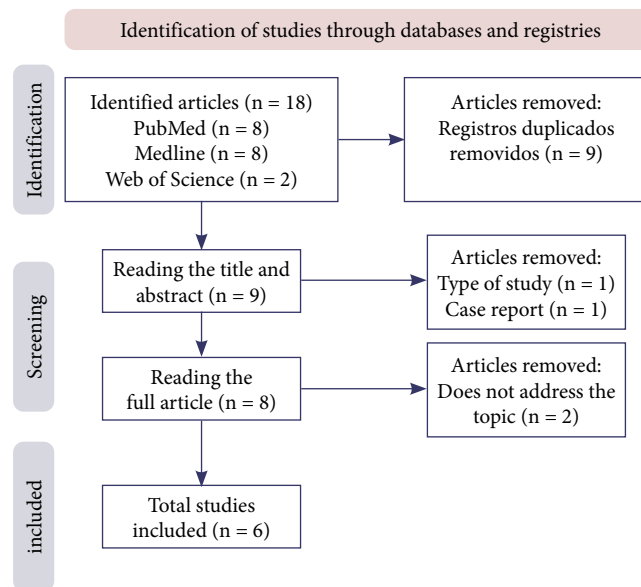 Identification of studies through databases and registries
Identification
Identified articles (n = 18)
PubMed (n = 8)
Medline (n = 8)
Web of Science (n = 2)
Articles removed:
Registros duplicados
removidos (n = 9)
Screening
Reading the title and
abstract (n = 9)
Articles removed:
Type of study (n = 1)
Case report (n = 1)
Reading the
full article (n = 8)
Articles removed:
Does not address the
topic (n = 2)
included
Total studies
included (n = 6)